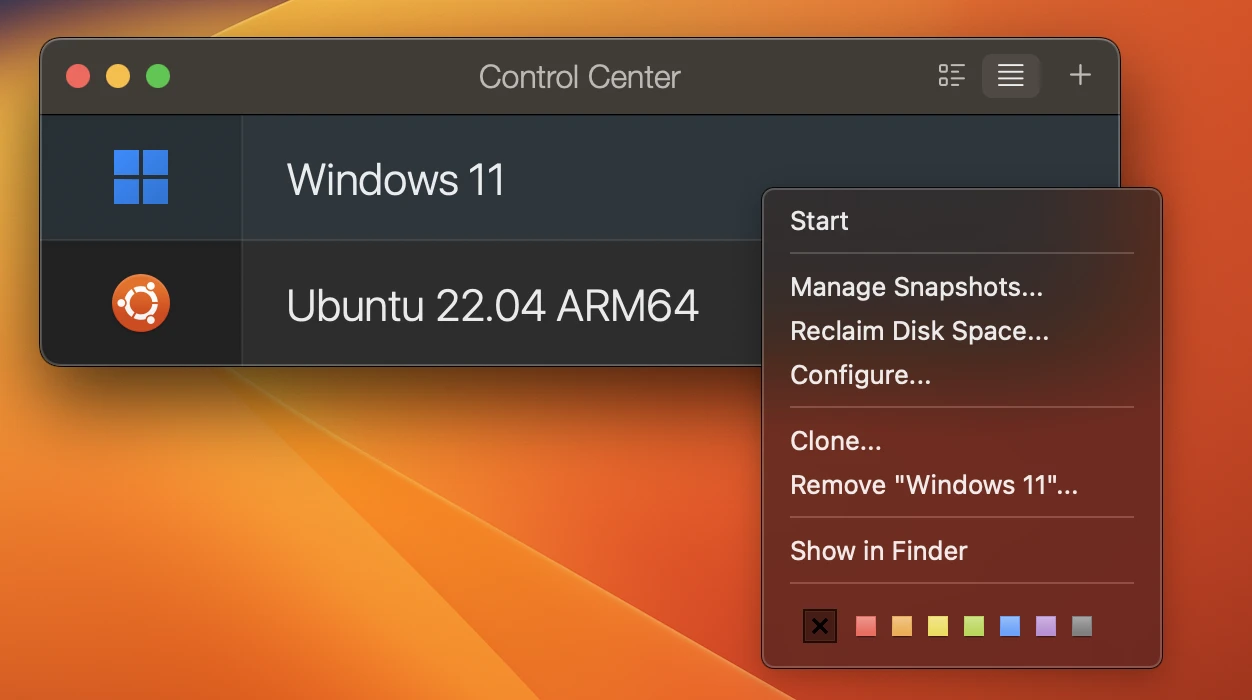 Control Center
Windows 11
Ubuntu 22.04 ARM64
Start
Manage Snapshots...
Reclaim Disk Space...
Configure...
Clone...
Remove "Windows 11"...
Show in Finder